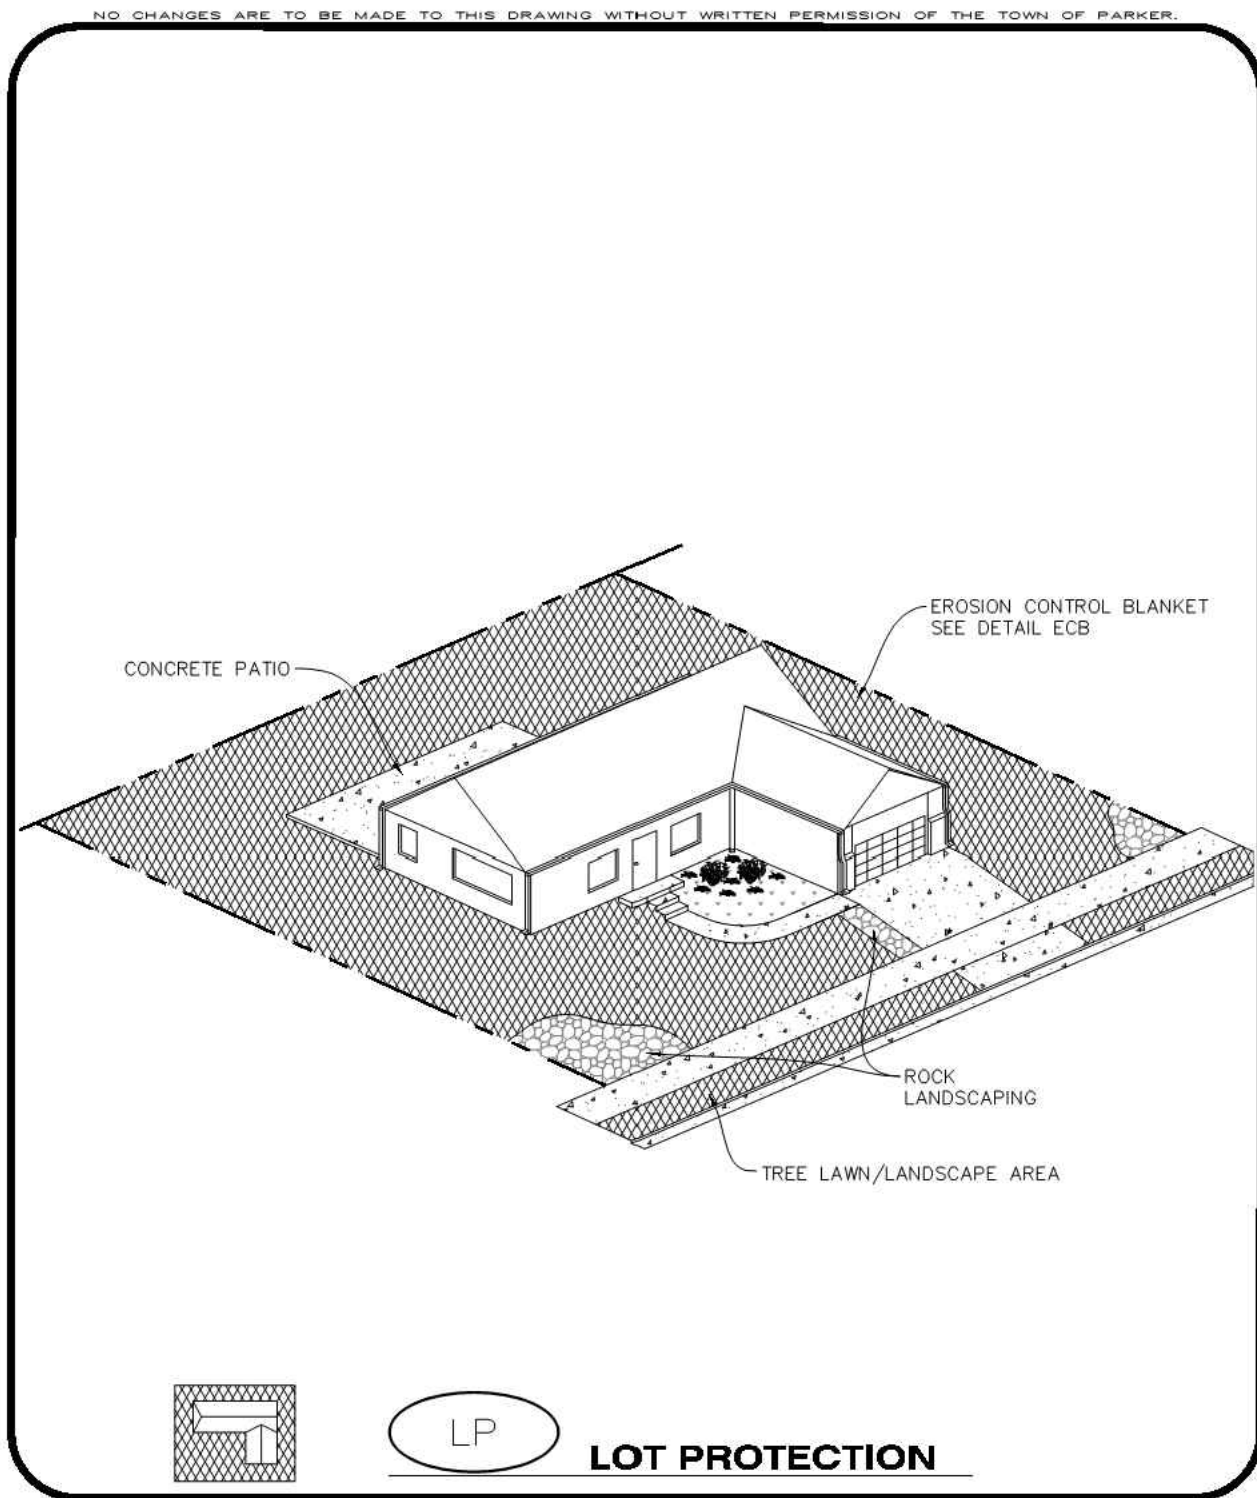 NO CHANGES ARE TO BE MADE TO THIS DRAWING WITHOUT WRITTEN PERMISSION OF THE TOWN OF PARKER.
EROSION CONTROL BLANKET
SEE DETAIL ECB
CONCRETE PATIO
ROCK
LANDSCAPING
TREE LAWN/LANDSCAPE AREA
LP
LOT PROTECTION